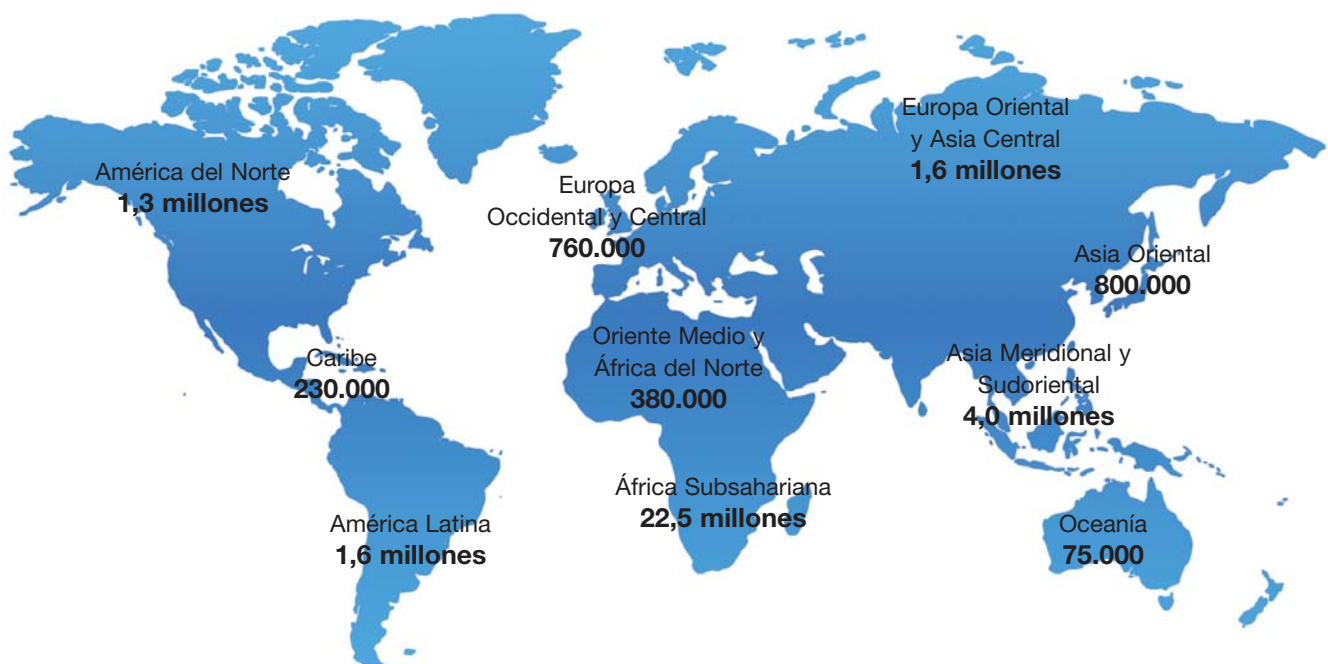 América del Norte
1,3 millones
Europa
Occidental y Central
760.000
Europa Oriental
y Asia Central
1,6 millones
Asia Oriental
800.000
Caribe
230.000
Oriente Medio y
África del Norte
380.000
Asia Meridional y
Sudoriental
4,0 millones
América Latina
1,6 millones
África Subsahariana
22,5 millones
Oceanía
75.000